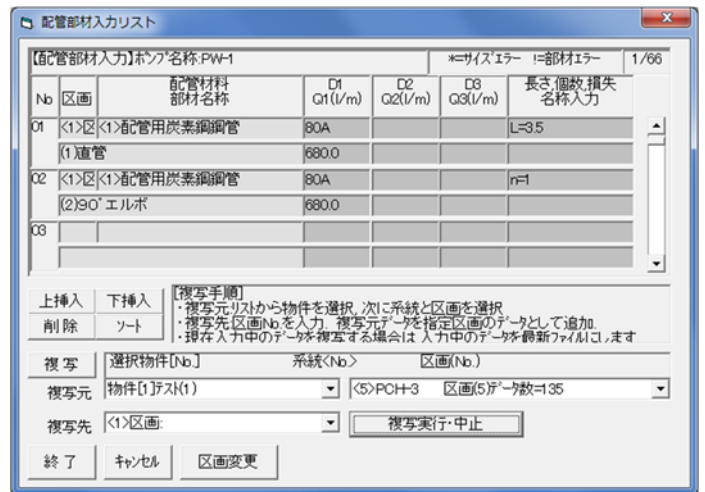 配管部材入力リスト
【配管部材入力】ポンプ名称:PW-1 *=サイズエラー !=部材エラー 1/66
No 区画 配管材料 部材名称 D1 Q1(l/m) D2 Q2(l/m) D3 Q3(l/m) 長さ,個数,損失 名称入力
01 <1>区 <1>配管用炭素鋼鋼管 80A L=3.5
(1)直管 680.0
02 <1>区 <1>配管用炭素鋼鋼管 80A n=1
(2)90°エルボ 680.0
03
上挿入 下挿入
削除 ソート
[複写手順]
・複写元リストから物件を選択, 次に系統と区画を選択
・複写先,区画No.を入力. 複写元データを指定区画のデータとして追加.
・現在入力中のデータを複写する場合は 入力中のデータを最新ファイルにします
複写 選択物件[No.] 系統<No.> 区画(No.)
複写元 物件[1]テスト(1) <5>PCH-3 区画(5)データ数=135
複写先 <1>区画: 複写実行・中止
終了 キャンセル 区画変更